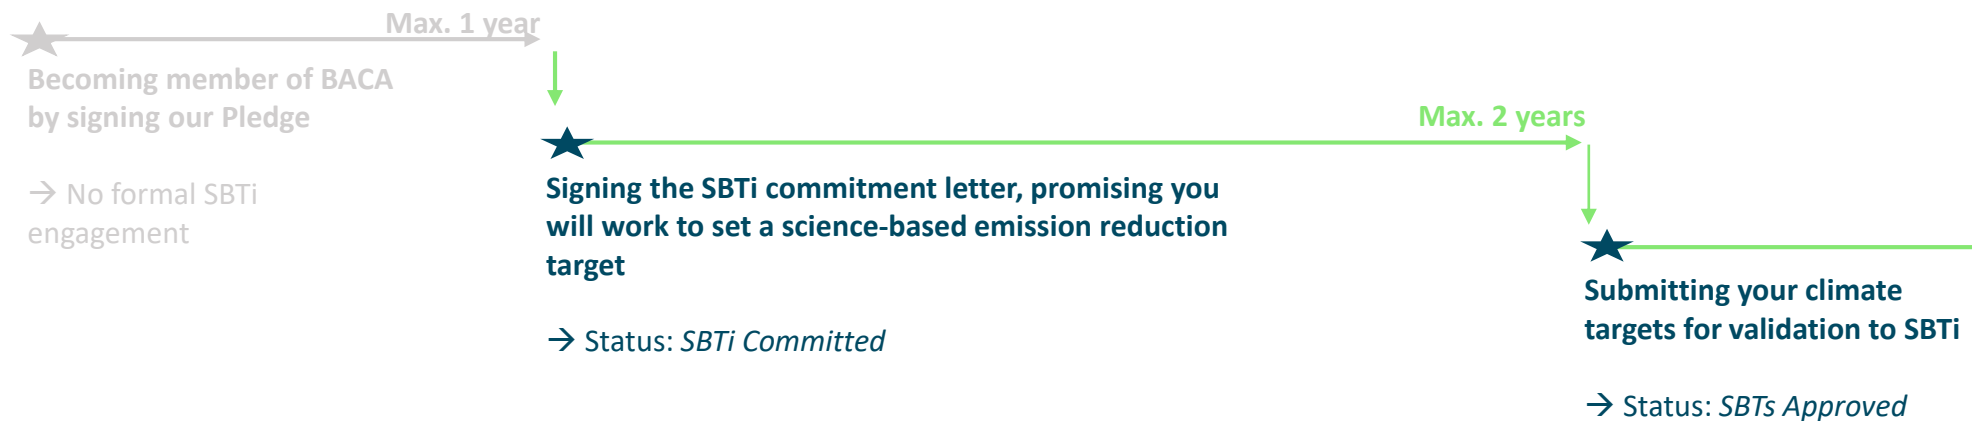 Max. 1 year
Becoming member of BACA
by signing our Pledge
→ No formal SBTi
engagement
Max. 2 years
Signing the SBTi commitment letter, promising you
will work to set a science-based emission reduction
target
→ Status: SBTi Committed
Submitting your climate
targets for validation to SBTi
→ Status: SBTs Approved